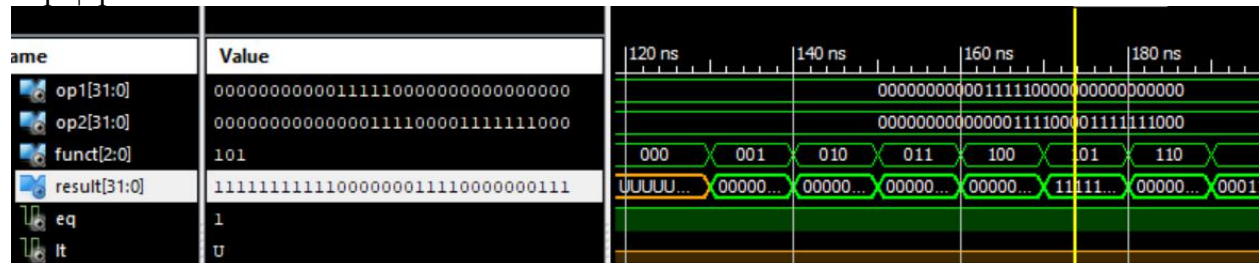 ame Value 120 ns 140 ns 160 ns 180 ns
op1[31:0] 00000000000111110000000000000000 00000000000111110000000000000000
op2[31:0] 00000000000000111100001111111000 00000000000000111100001111111000
funct[2:0] 101 000 001 010 011 100 101 110
result[31:0] 11111111111000000011110000000111 UUUUU... 00000... 00000... 00000... 00000... 11111... 00000... 0001
eq 1
lt U